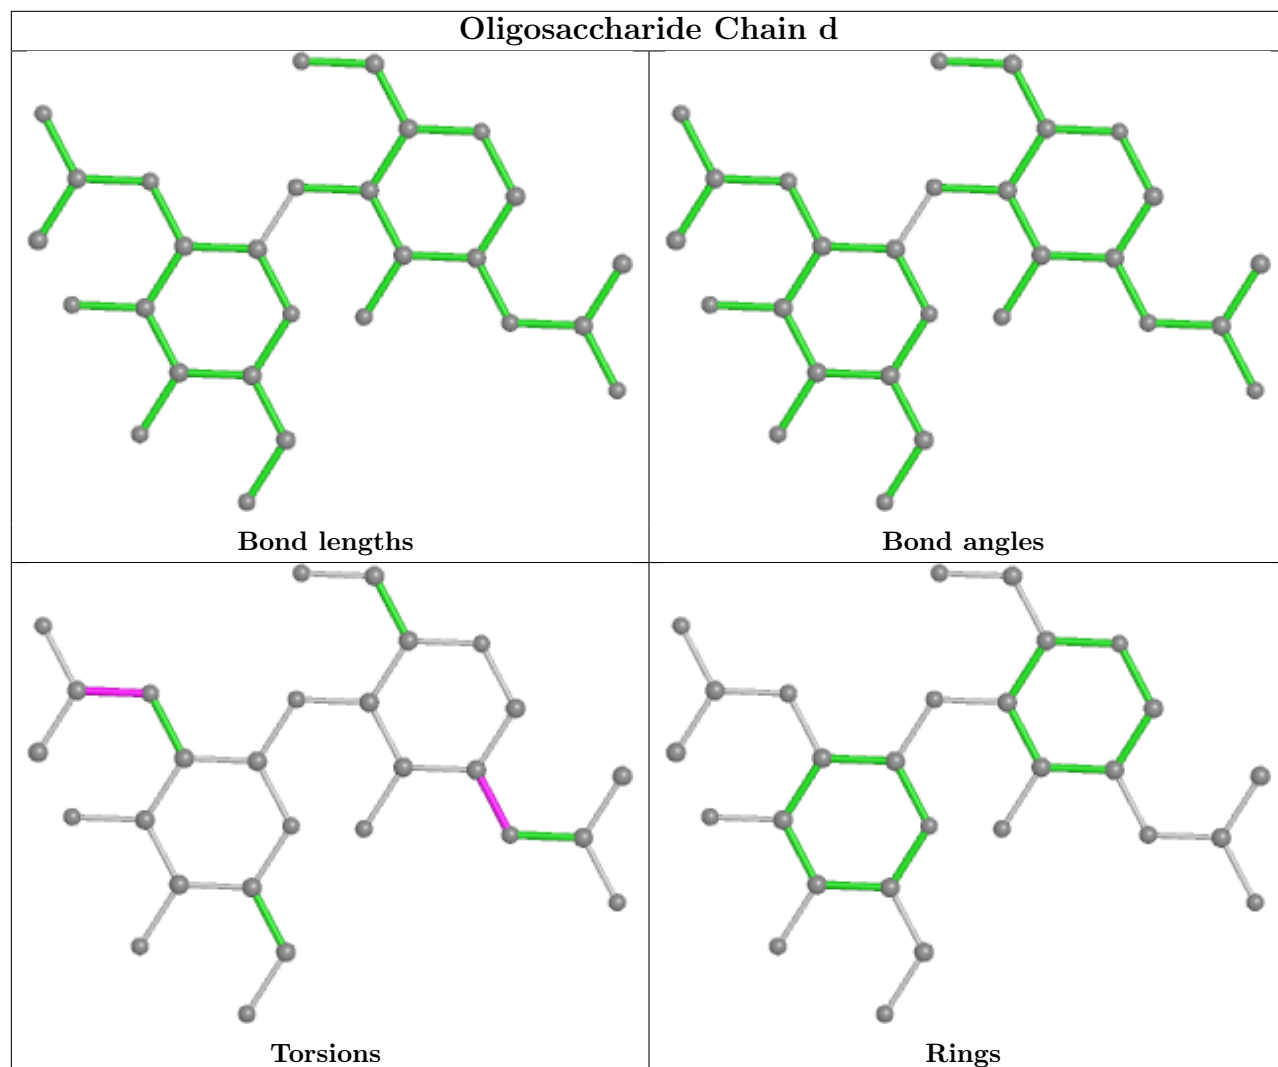 Oligosaccharide Chain d
Bond lengths
Bond angles
Torsions
Rings